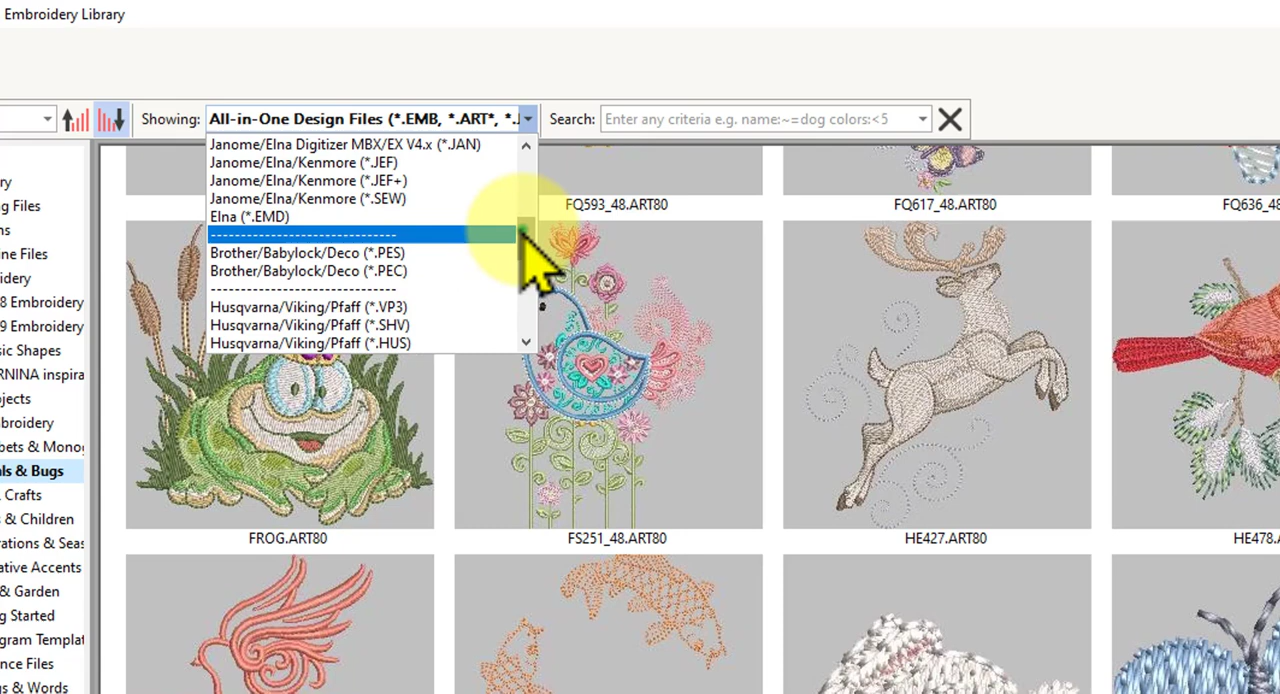 Embroidery Library
Showing: All-in-One Design Files (*.EMB, *.ART*, *.J Search: Enter any criteria e.g. name:~=dog colors:<5
Janome/Elna Digitizer MBX/EX V4.x (*.JAN)
Janome/Elna/Kenmore (*.JEF)
Janome/Elna/Kenmore (*.JEF+)
Janome/Elna/Kenmore (*.SEW)
Elna (*.EMD)
------------------------------
Brother/Babylock/Deco (*.PES)
Brother/Babylock/Deco (*.PEC)
------------------------------
Husqvarna/Viking/Pfaff (*.VP3)
Husqvarna/Viking/Pfaff (*.SHV)
Husqvarna/Viking/Pfaff (*.HUS)
ry
g Files
ns
ine Files
idery
8 Embroidery
9 Embroidery
sic Shapes
RNINA inspira
ojects
broidery
bets & Mono
ls & Bugs
Crafts
s & Children
rations & Seas
ative Accents
& Garden
g Started
gram Templat
nce Files
s & Words
FQ593_48.ART80
FQ617_48.ART80
FQ636_48
FROG.ART80
FS251_48.ART80
HE427.ART80
HE478.A